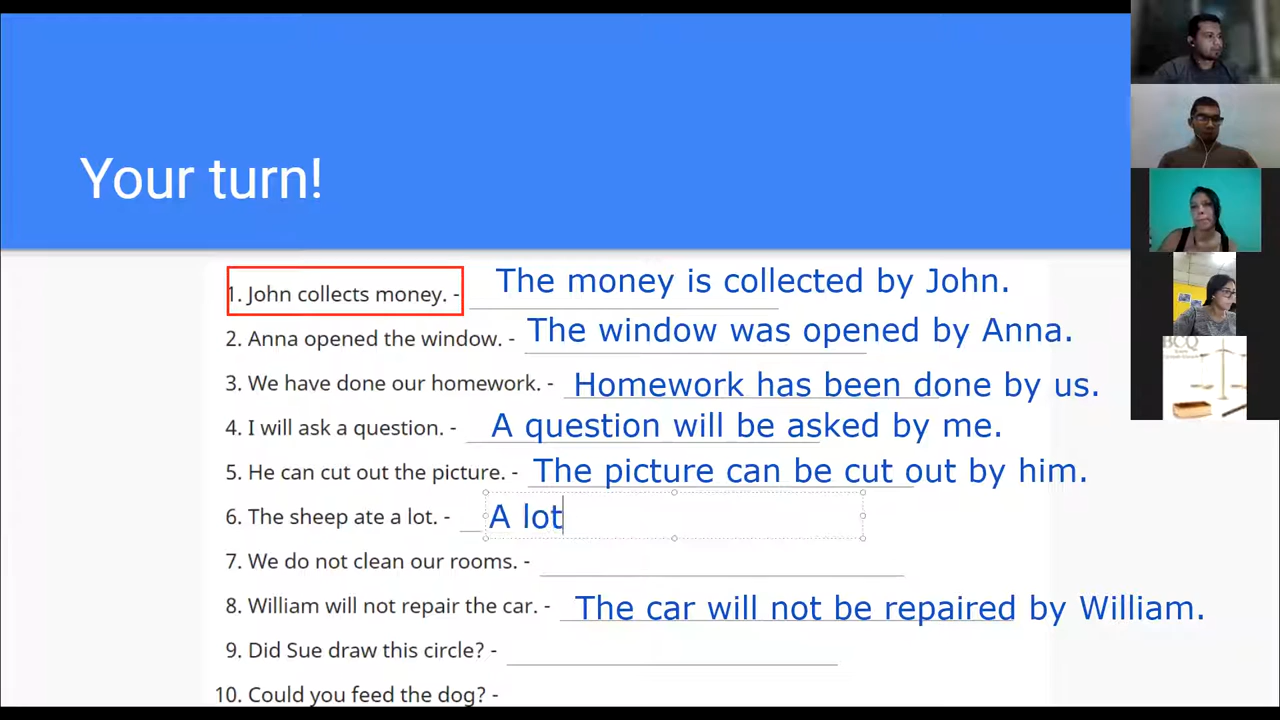 Your turn!
1. John collects money. - The money is collected by John.
2. Anna opened the window. - The window was opened by Anna.
3. We have done our homework. - Homework has been done by us.
4. I will ask a question. - A question will be asked by me.
5. He can cut out the picture. - The picture can be cut out by him.
6. The sheep ate a lot. - A lot
7. We do not clean our rooms. -
8. William will not repair the car. - The car will not be repaired by William.
9. Did Sue draw this circle? -
10. Could you feed the dog? -
BCQ